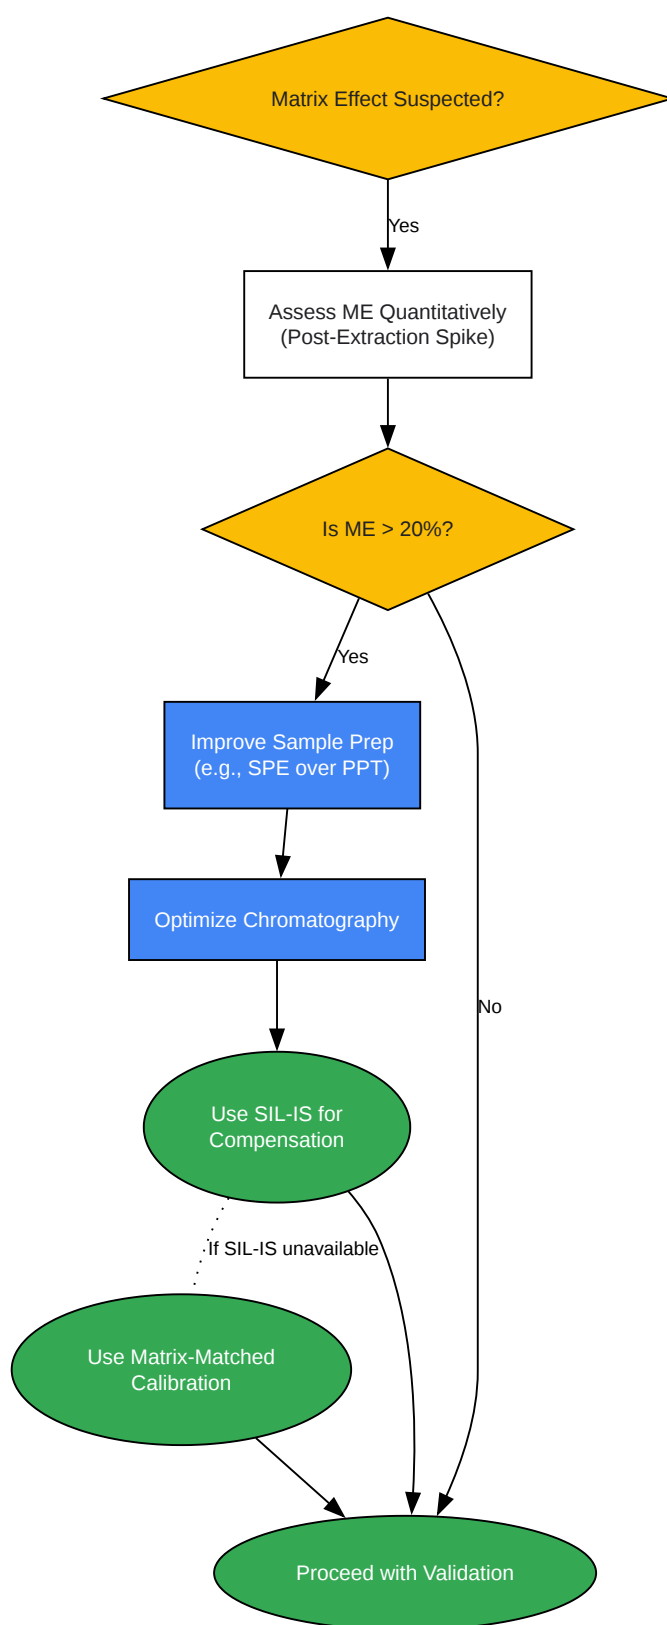 Matrix Effect Suspected?
Yes
Assess ME Quantitatively
(Post-Extraction Spike)
Is ME > 20%?
Yes
Improve Sample Prep
(e.g., SPE over PPT)
Optimize Chromatography
No
Use SIL-IS for
Compensation
If SIL-IS unavailable
Use Matrix-Matched
Calibration
Proceed with Validation